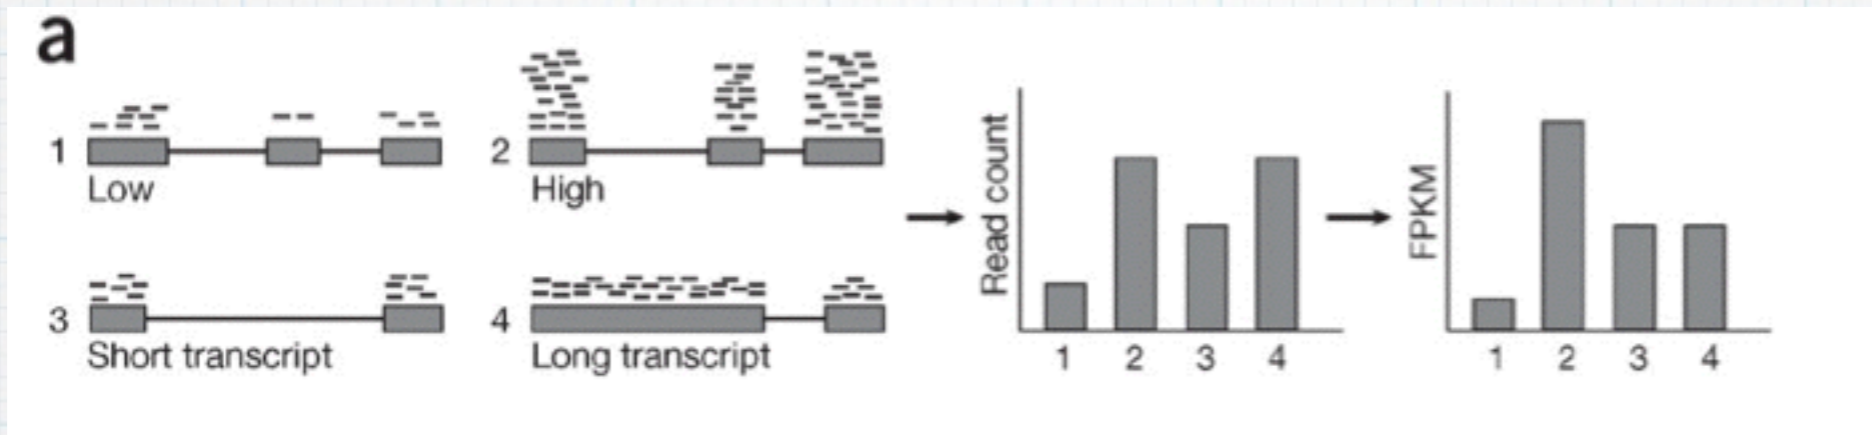 a
1
Low
2
High
3
Short transcript
4
Long transcript
Read count
1 2 3 4
FPKM
1 2 3 4